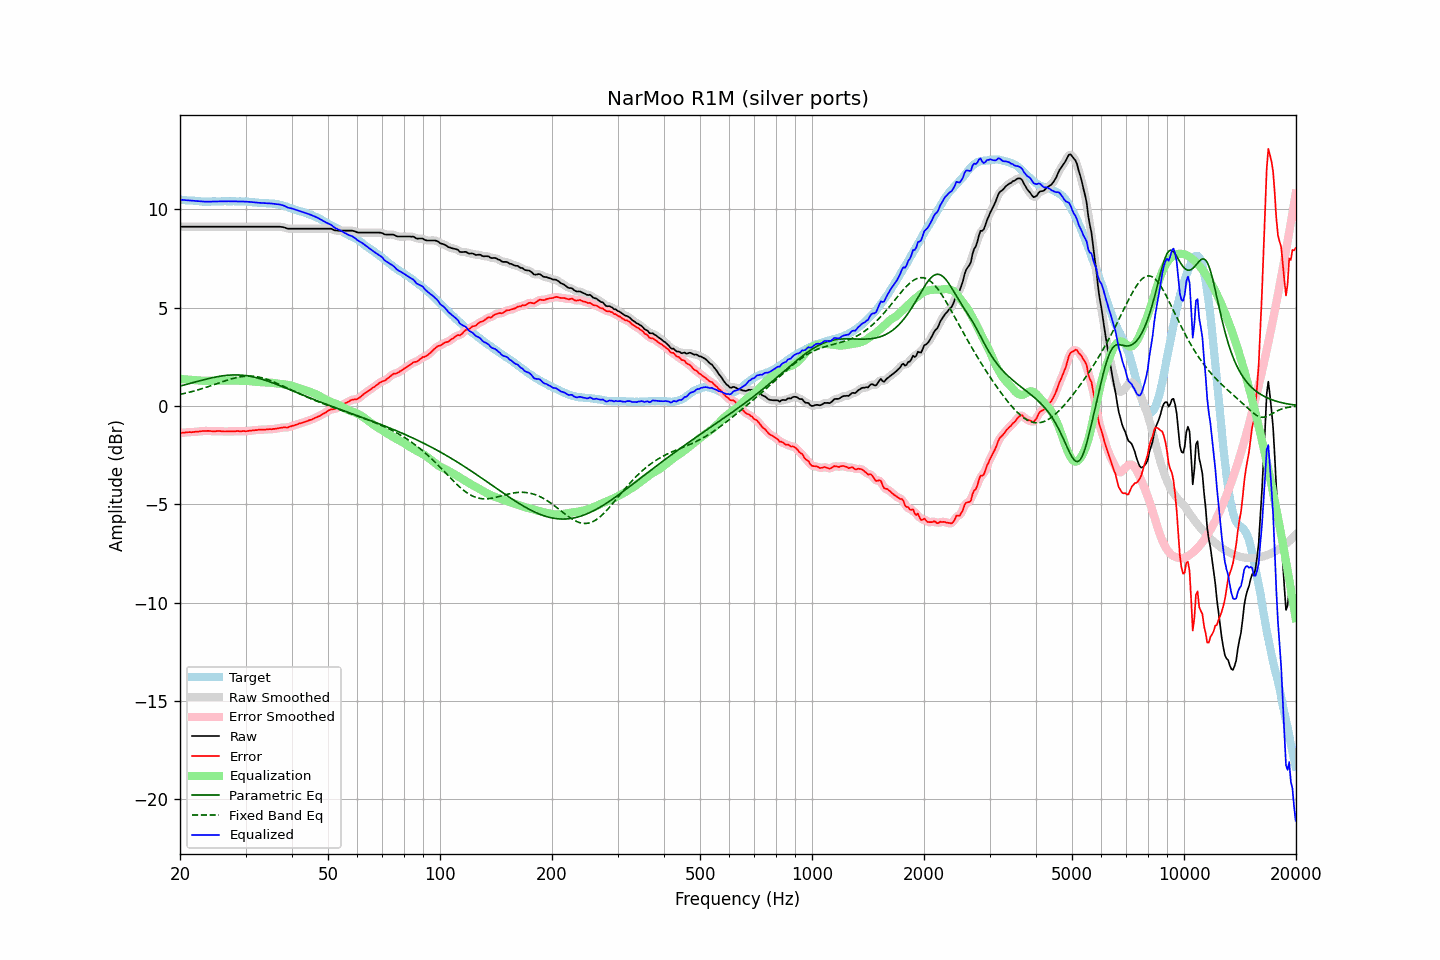 NarMoo R1M (silver ports)
Amplitude (dBr)
10
5
0
−5
−10
−15
−20
Target
Raw Smoothed
Error Smoothed
Raw
Error
Equalization
Parametric Eq
Fixed Band Eq
Equalized
20
50
100
200
500
1000
2000
5000
10000
20000
Frequency (Hz)